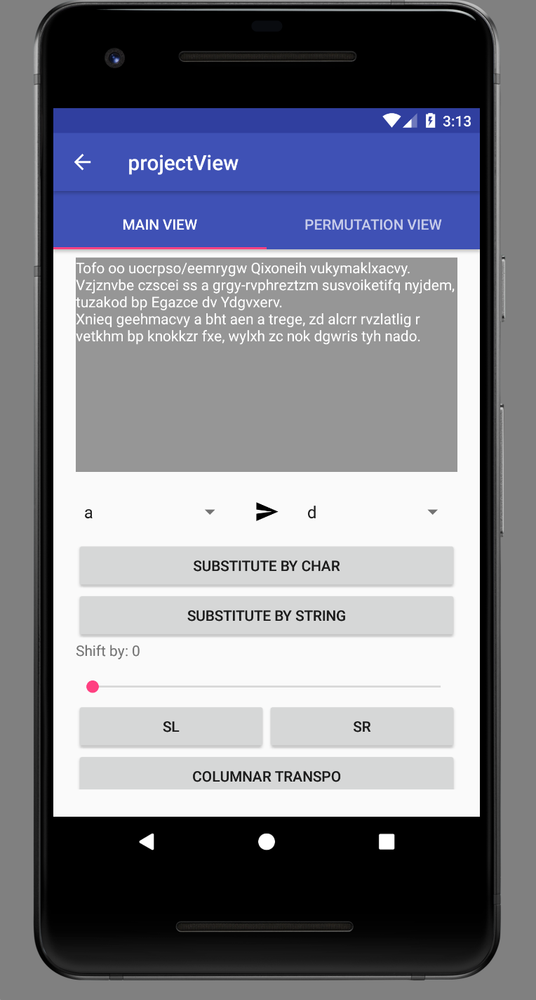 3:13
projectView
MAIN VIEW
PERMUTATION VIEW
Tofo oo uocrpso/eemrygw Qixoneih vukymaklxacvy.
Vzjznvbe czscei ss a grgy-rvphreztzm susvoiketifq nyjdem,
tuzakod bp Egazce dv Ydgvxerv.
Xnieq geehmacvy a bht aen a trege, zd alcrr rvzlatlig r
vetkhm bp knokkzr fxe, wylxh zc nok dgwris tyh nado.
a
d
SUBSTITUTE BY CHAR
SUBSTITUTE BY STRING
Shift by: 0
SL
SR
COLUMNAR TRANSPO